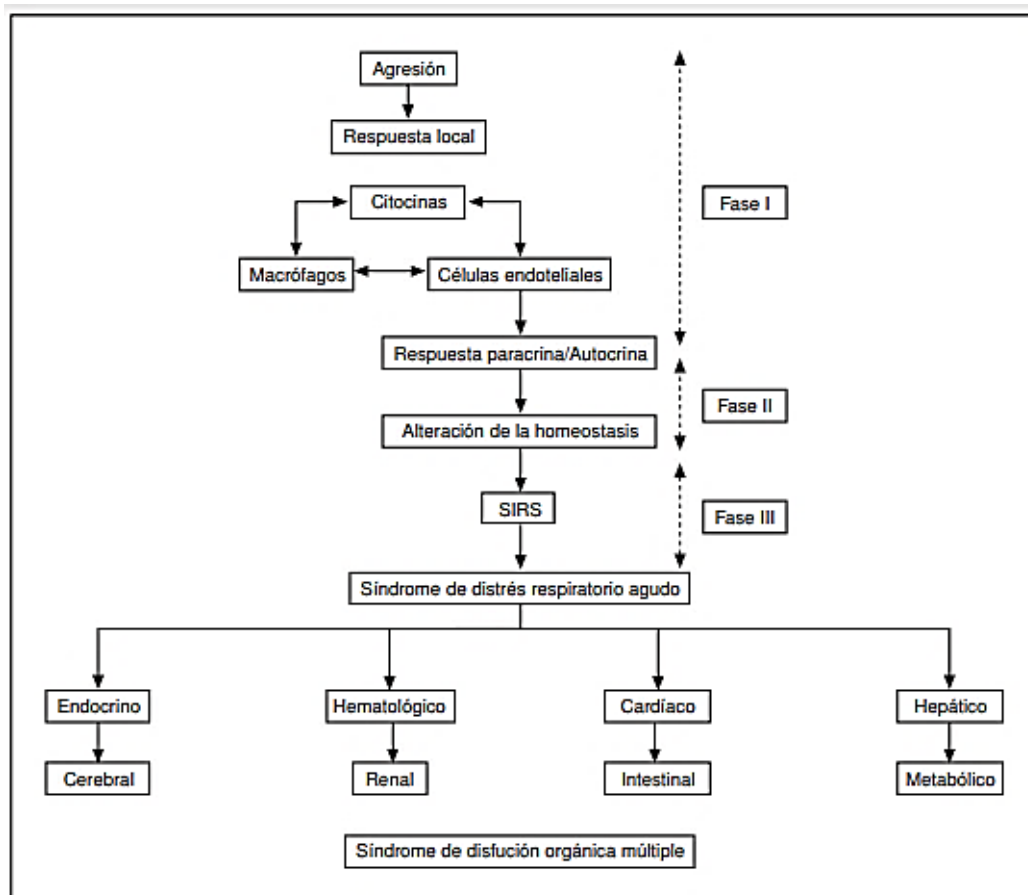 Agresión
Respuesta local
Citocinas
Fase I
Macrófagos
Células endoteliales
Respuesta paracrina/Autocrina
Fase II
Alteración de la homeostasis
SIRS
Fase III
Síndrome de distrés respiratorio agudo
Endocrino
Hematológico
Cardíaco
Hepático
Cerebral
Renal
Intestinal
Metabólico
Síndrome de disfución orgánica múltiple